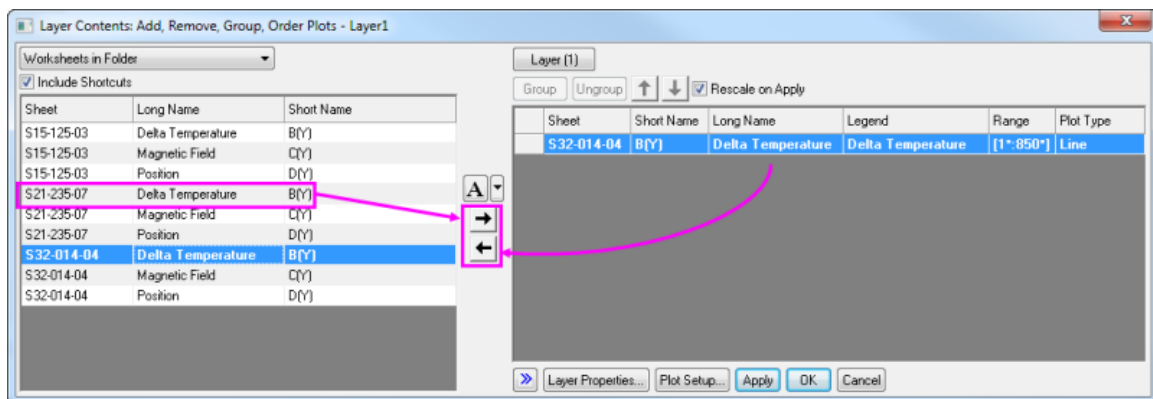 Layer Contents: Add, Remove, Group, Order Plots - Layer1
x
Worksheets in Folder
Include Shortcuts
Sheet Long Name Short Name
S15-125-03 Delta Temperature B(Y)
S15-125-03 Magnetic Field C(Y)
S15-125-03 Position D(Y)
S21-235-07 Delta Temperature B(Y)
S21-235-07 Magnetic Field C(Y)
S21-235-07 Position D(Y)
S32-014-04 Delta Temperature B(Y)
S32-014-04 Magnetic Field C(Y)
S32-014-04 Position D(Y)
A
Layer (1)
Group Ungroup Rescale on Apply
Sheet Short Name Long Name Legend Range Plot Type
S32-014-04 B(Y) Delta Temperature Delta Temperature [1*:850*] Line
Layer Properties... Plot Setup... Apply OK Cancel